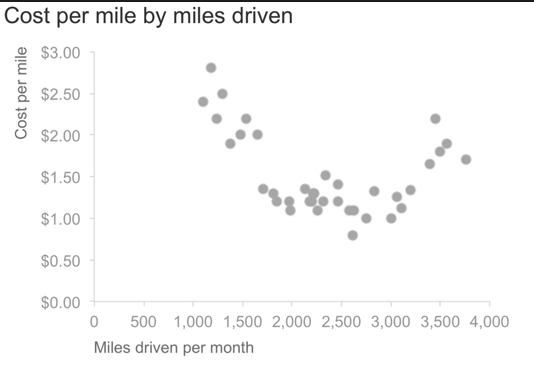 Cost per mile by miles driven
Cost per mile
$3.00
$2.50
$2.00
$1.50
$1.00
$0.50
$0.00
0 500 1,000 1,500 2,000 2,500 3,000 3,500 4,000
Miles driven per month